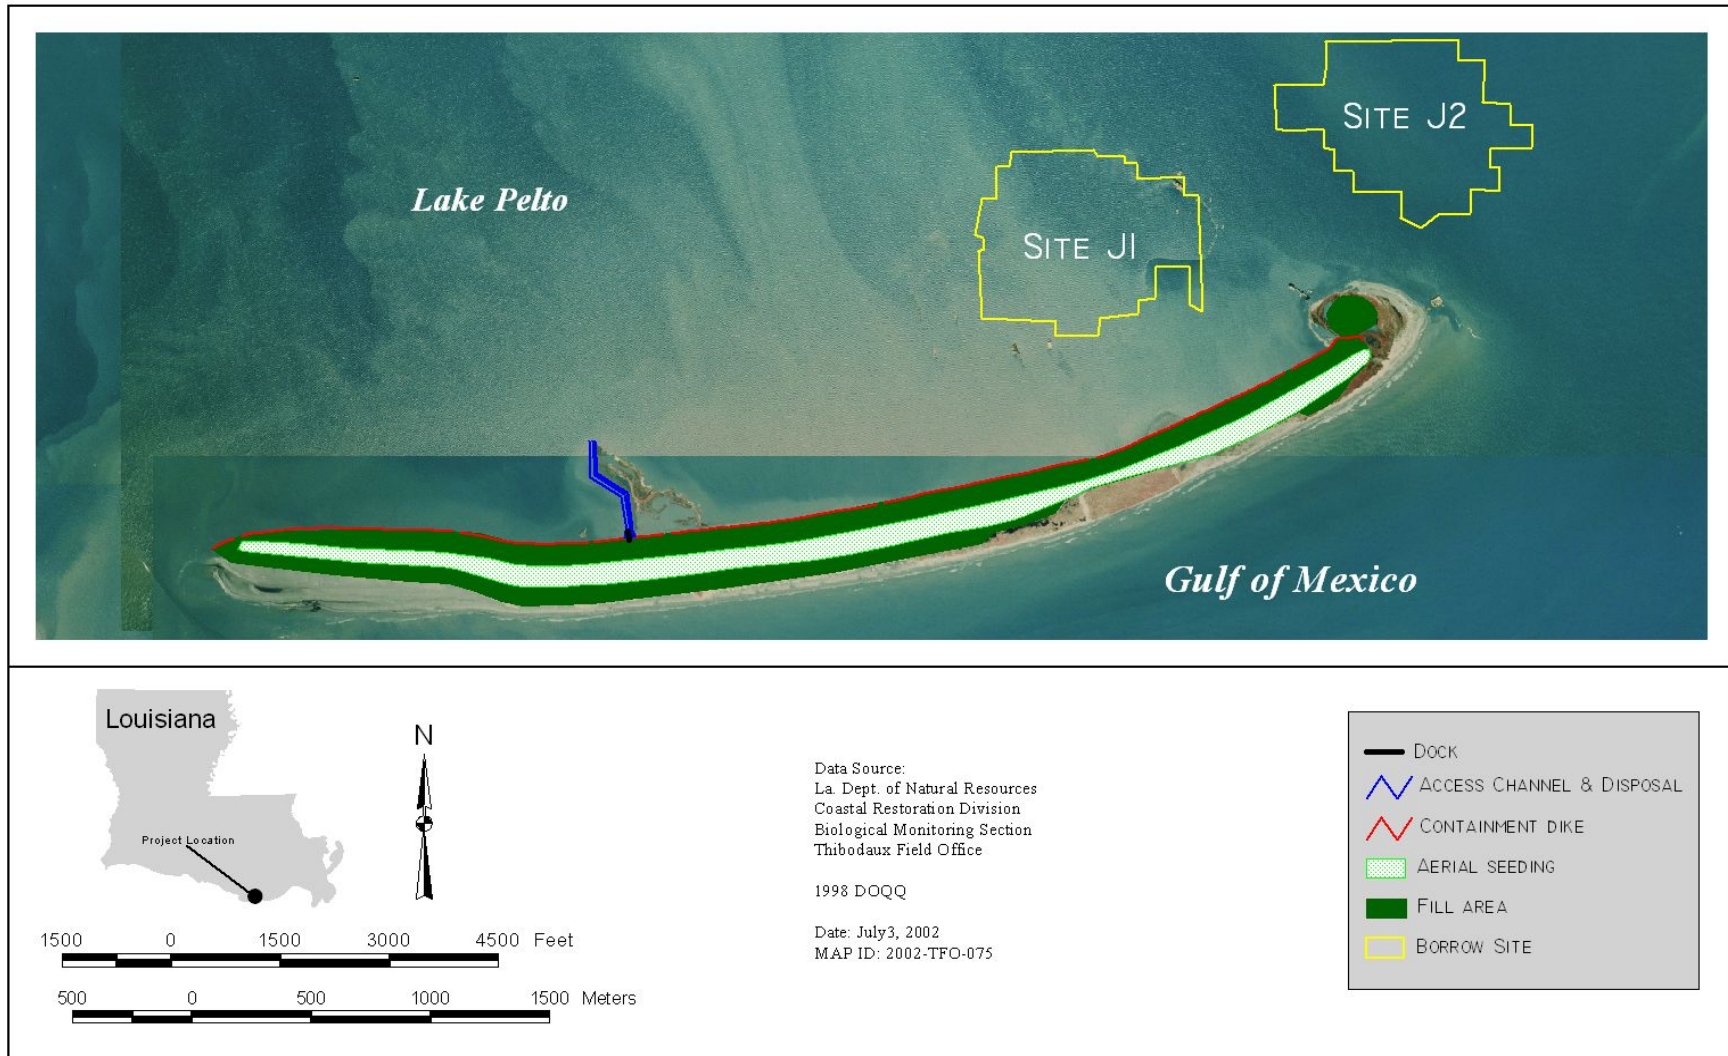 SITE J2
Lake Pelto
SITE J1
Gulf of Mexico
Louisiana
Project Location
N
1500 0 1500 3000 4500 Feet
500 0 500 1000 1500 Meters
Data Source:
La. Dept. of Natural Resources
Coastal Restoration Division
Biological Monitoring Section
Thibodaux Field Office
1998 DOQQ
Date: July3, 2002
MAP ID: 2002-TFO-075
DOCK
ACCESS CHANNEL & DISPOSAL
CONTAINMENT DIKE
AERIAL SEEDING
FILL AREA
BORROW SITE